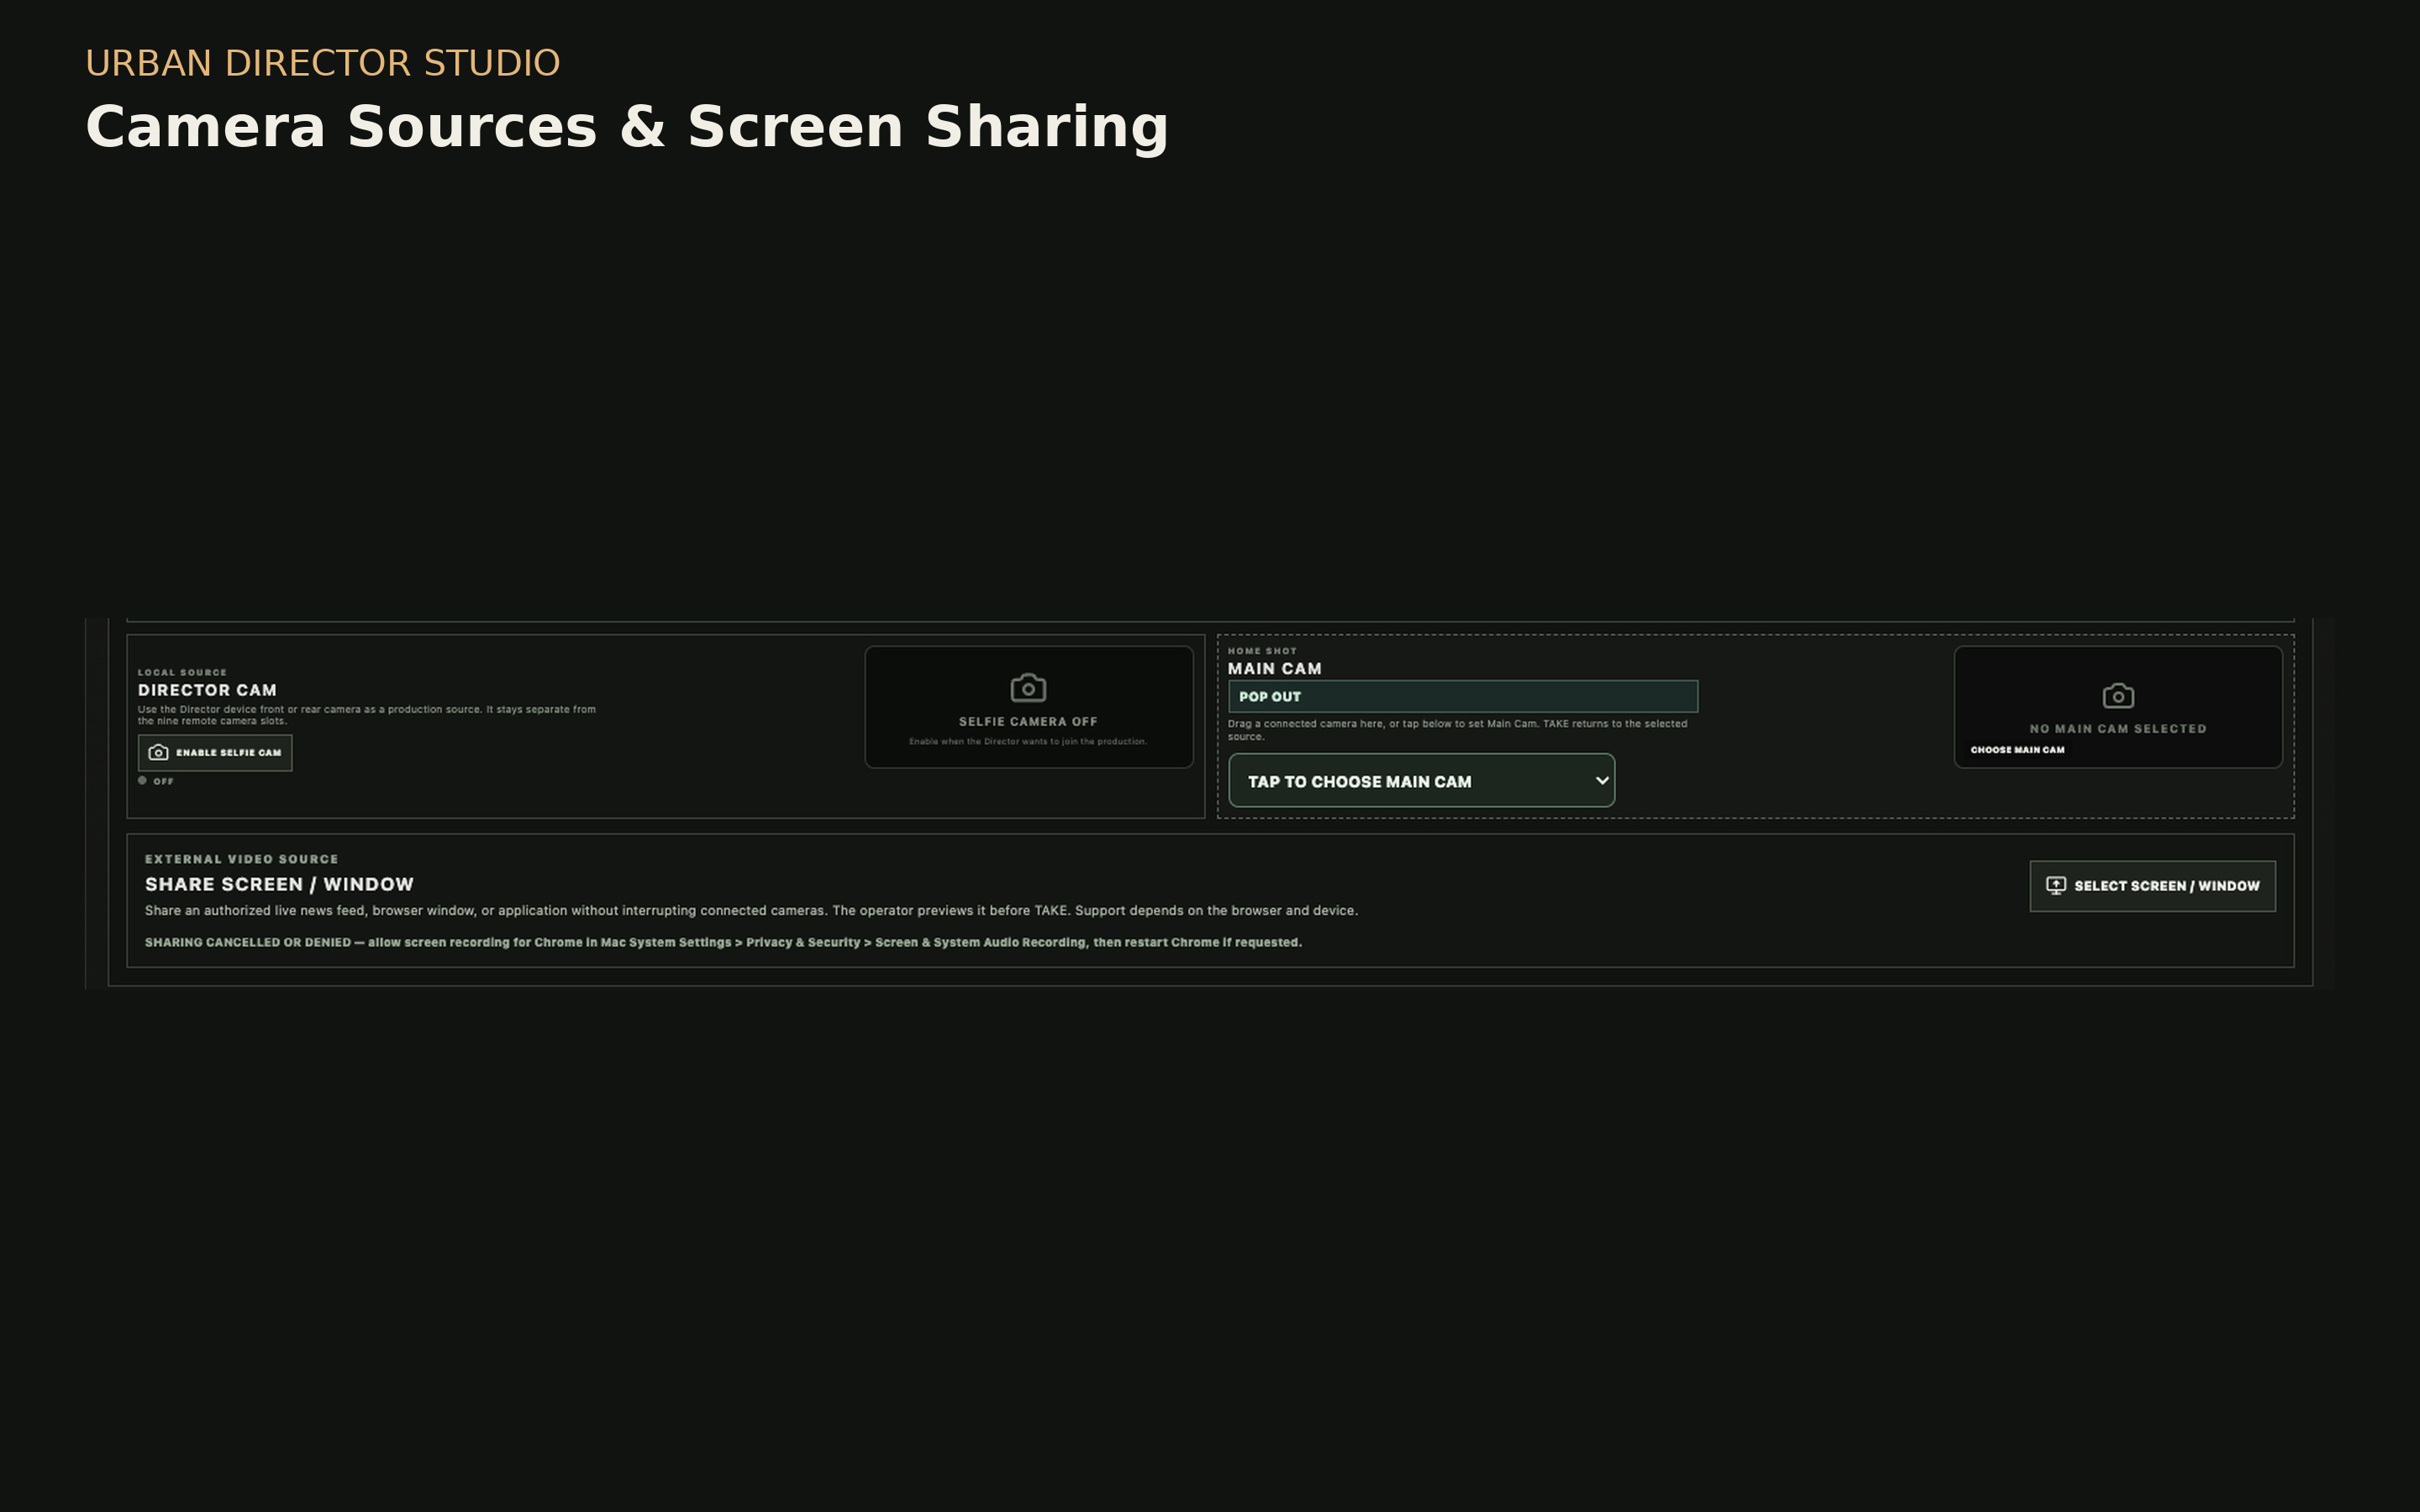 URBAN DIRECTOR STUDIO
Camera Sources & Screen Sharing
LOCAL SOURCE
DIRECTOR CAM
Use the Director device front or rear camera as a production source. It stays separate from
the nine remote camera slots.
ENABLE SELFIE CAM
OFF
SELFIE CAMERA OFF
Enable when the Director wants to join the production.
HOME SHOT
MAIN CAM
POP OUT
Drag a connected camera here, or tap below to set Main Cam. TAKE returns to the selected
source.
TAP TO CHOOSE MAIN CAM
NO MAIN CAM SELECTED
CHOOSE MAIN CAM
EXTERNAL VIDEO SOURCE
SHARE SCREEN / WINDOW
Share an authorized live news feed, browser window, or application without interrupting connected cameras. The operator previews it before TAKE. Support depends on the browser and device.
SHARING CANCELLED OR DENIED — allow screen recording for Chrome in Mac System Settings > Privacy & Security > Screen & System Audio Recording, then restart Chrome if requested.
SELECT SCREEN / WINDOW